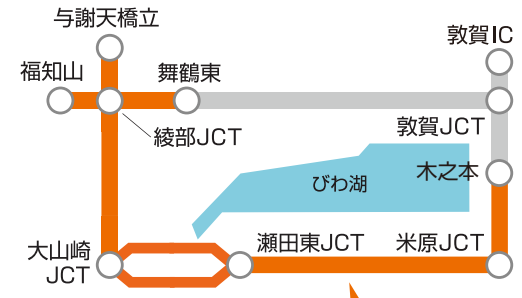 与謝天橋立
敦賀IC
福知山
舞鶴東
綾部JCT
敦賀JCT
木之本
びわ湖
大山崎
JCT
瀬田東JCT
米原JCT